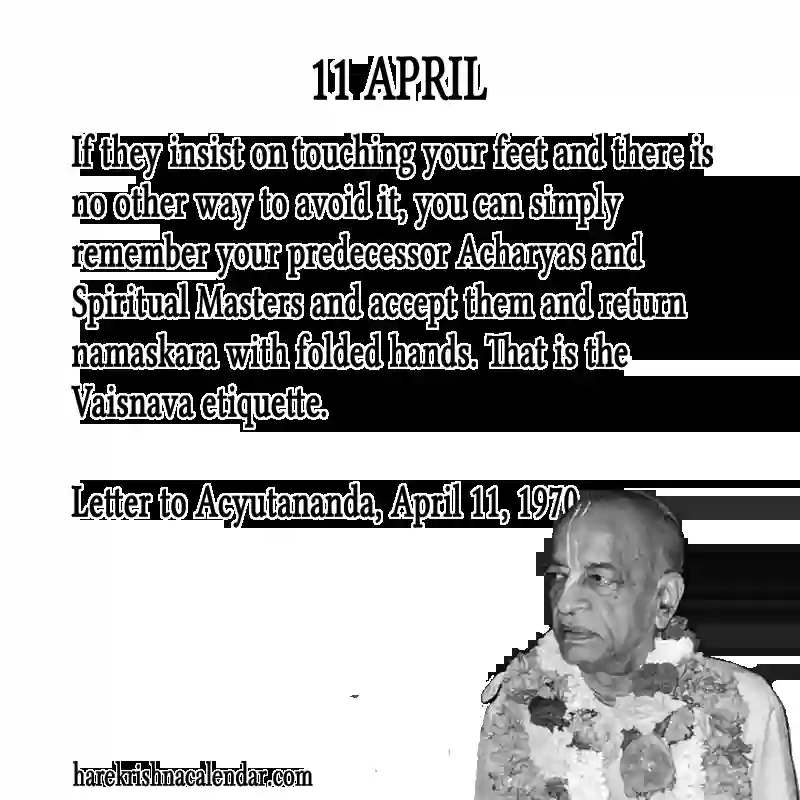 11 APRIL
If they insist on touching your feet and there is
no other way to avoid it, you can simply
remember your predecessor Acharyas and
Spiritual Masters and accept them and return
namaskara with folded hands. That is the
Vaisnava etiquette.
Letter to Acyutananda, April 11, 1970
harekrishnacalendar.com